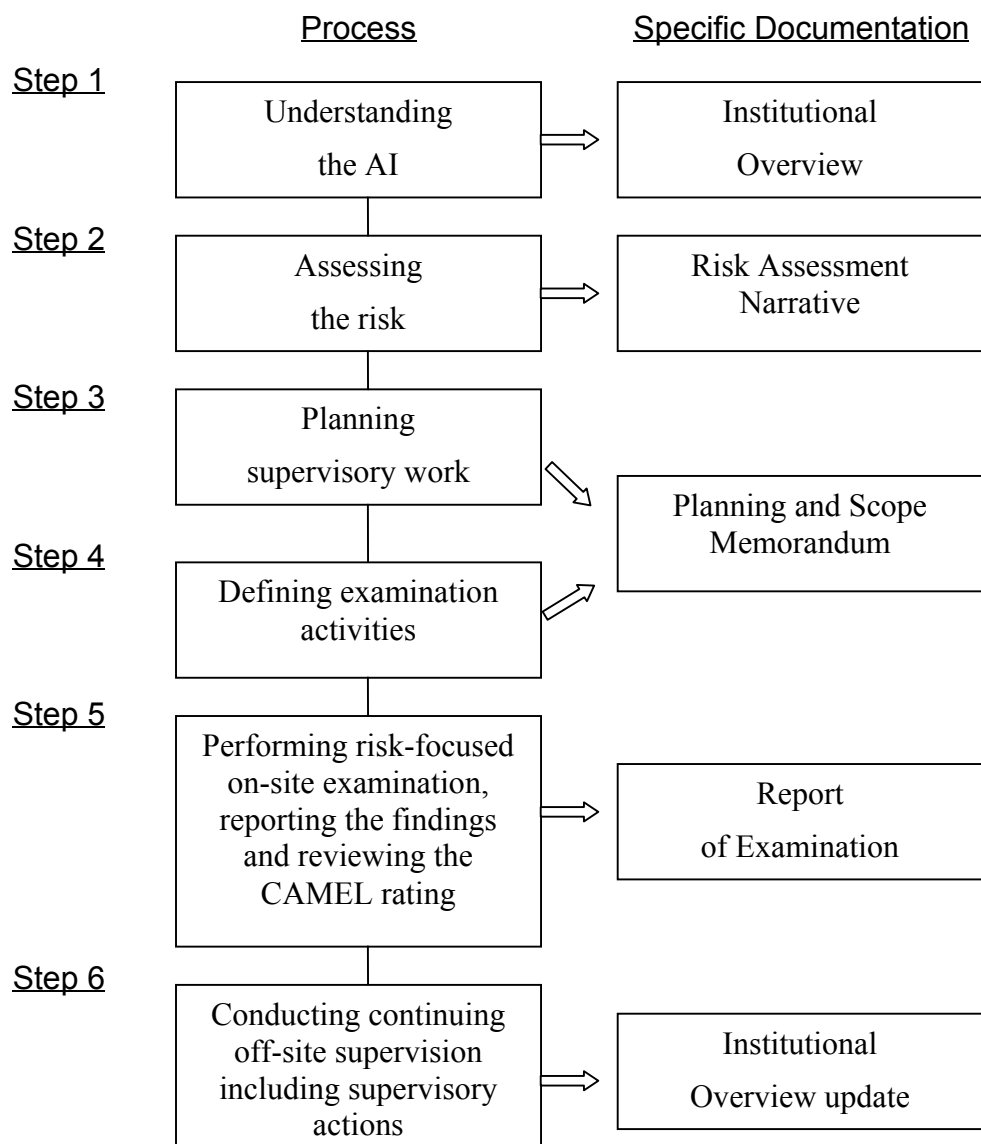 Process
Specific Documentation
Step 1
Understanding
the AI
Institutional
Overview
Step 2
Assessing
the risk
Risk Assessment
Narrative
Step 3
Planning
supervisory work
Planning and Scope
Memorandum
Step 4
Defining examination
activities
Step 5
Performing risk-focused
on-site examination,
reporting the findings
and reviewing the
CAMEL rating
Report
of Examination
Step 6
Conducting continuing
off-site supervision
including supervisory
actions
Institutional
Overview update